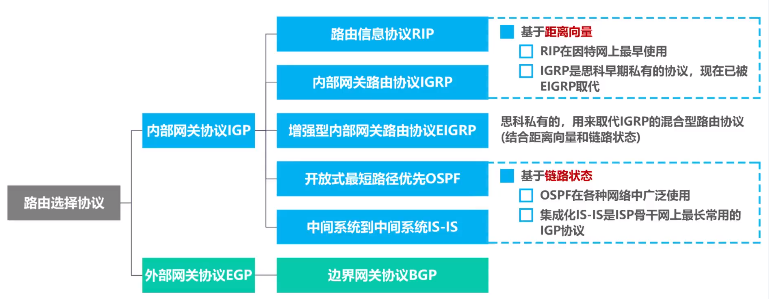 路由选择协议
内部网关协议IGP
外部网关协议EGP
路由信息协议RIP
内部网关路由协议IGRP
增强型内部网关路由协议EIGRP
开放式最短路径优先OSPF
中间系统到中间系统IS-IS
边界网关协议BGP
基于距离向量
RIP在因特网上最早使用
IGRP是思科早期私有的协议，现在已被
EIGRP取代
思科私有的，用来取代IGRP的混合型路由协议
(结合距离向量和链路状态)
基于链路状态
OSPF在各种网络中广泛使用
集成化IS-IS是ISP骨干网上最长常用的
IGP协议